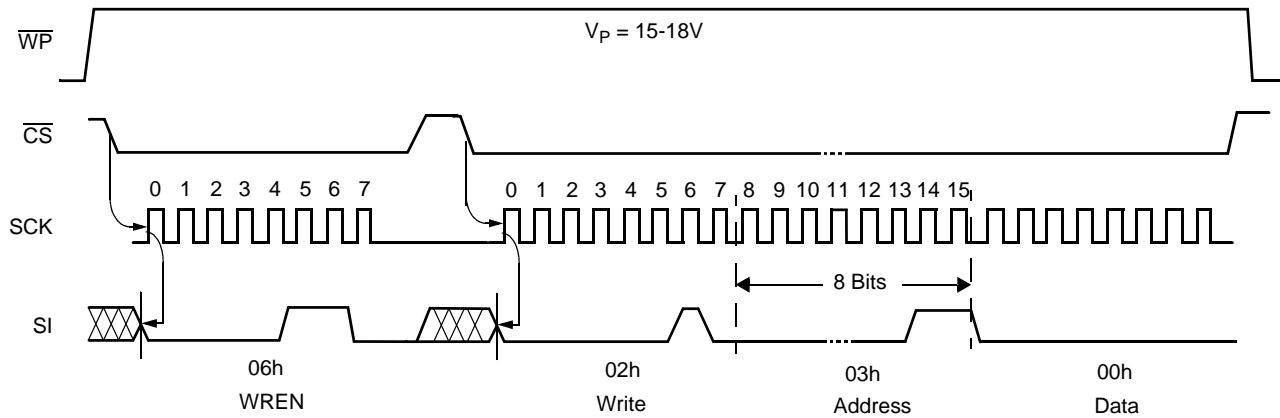 WP
V_P = 15-18V
CS
0 1 2 3 4 5 6 7
0 1 2 3 4 5 6 7 8 9 10 11 12 13 14 15
SCK
8 Bits
SI
06h 02h 03h 00h
WREN Write Address Data